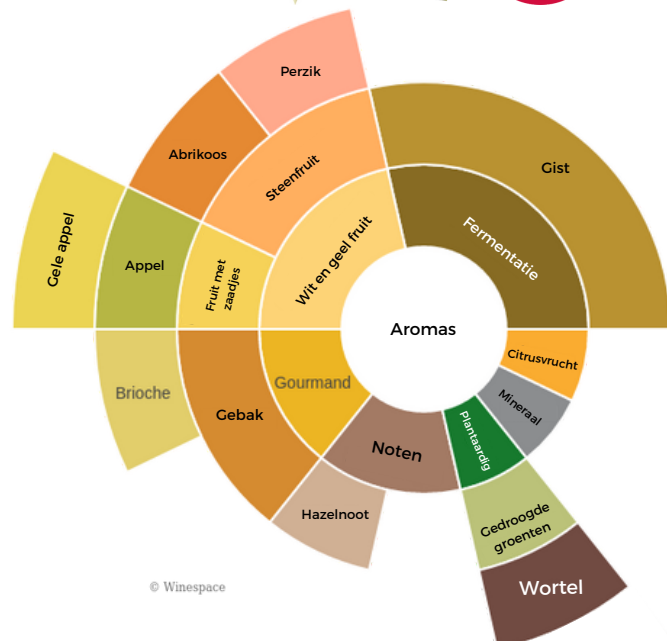 Perzik
Abrikoos
Steenfruit
Gist
Gele appel
Appel
Fruit met
zaadjes
Wit en geel fruit
Fermentatie
Aromas
Citrusvrucht
Brioche
Gebak
Gourmand
Mineraal
Noten
Plantaardig
Hazelnoot
Gedroogde
groenten
Wortel
© Winespace